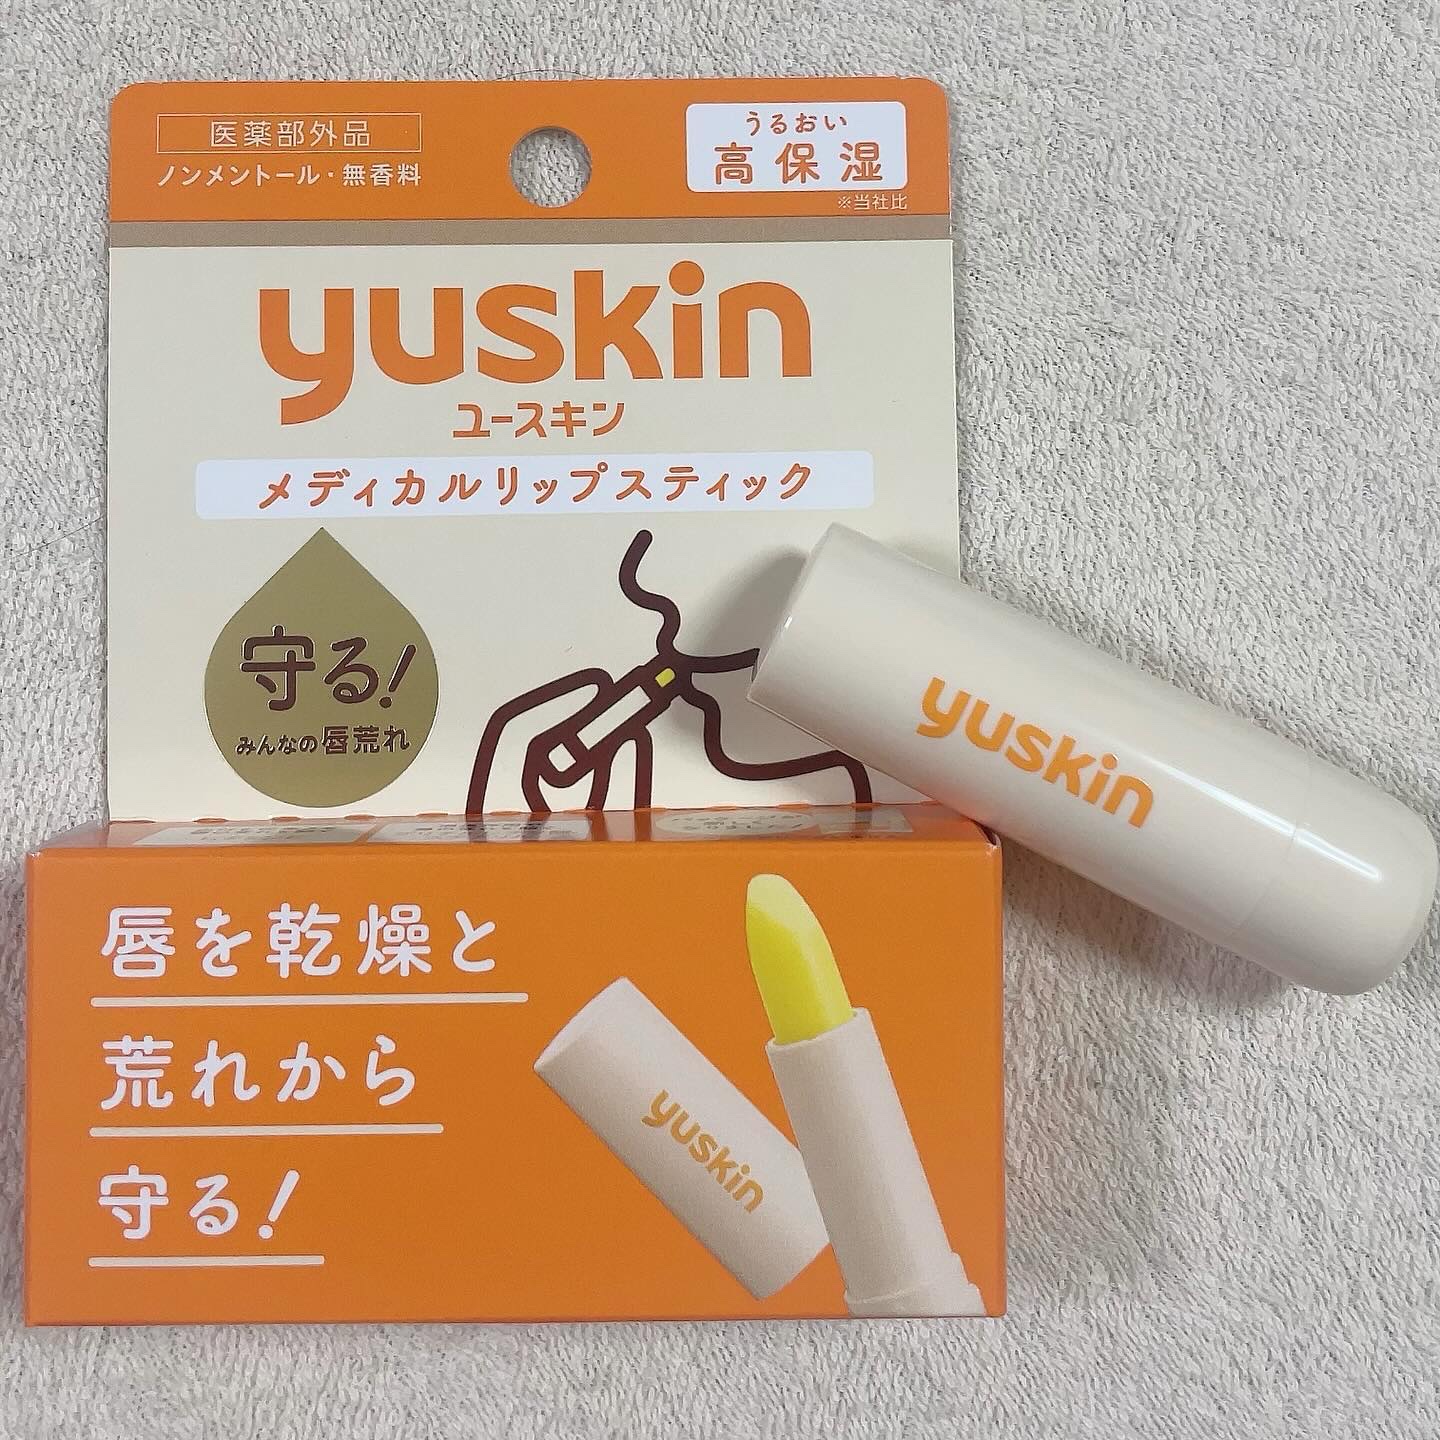 医薬部外品
ノンメントール・無香料
うるおい
高保湿
※当社比
yuskin
ユースキン
メディカルリップスティック
守る!
みんなの唇荒れ
yuskin
唇を乾燥と
荒れから
守る!
yuskin